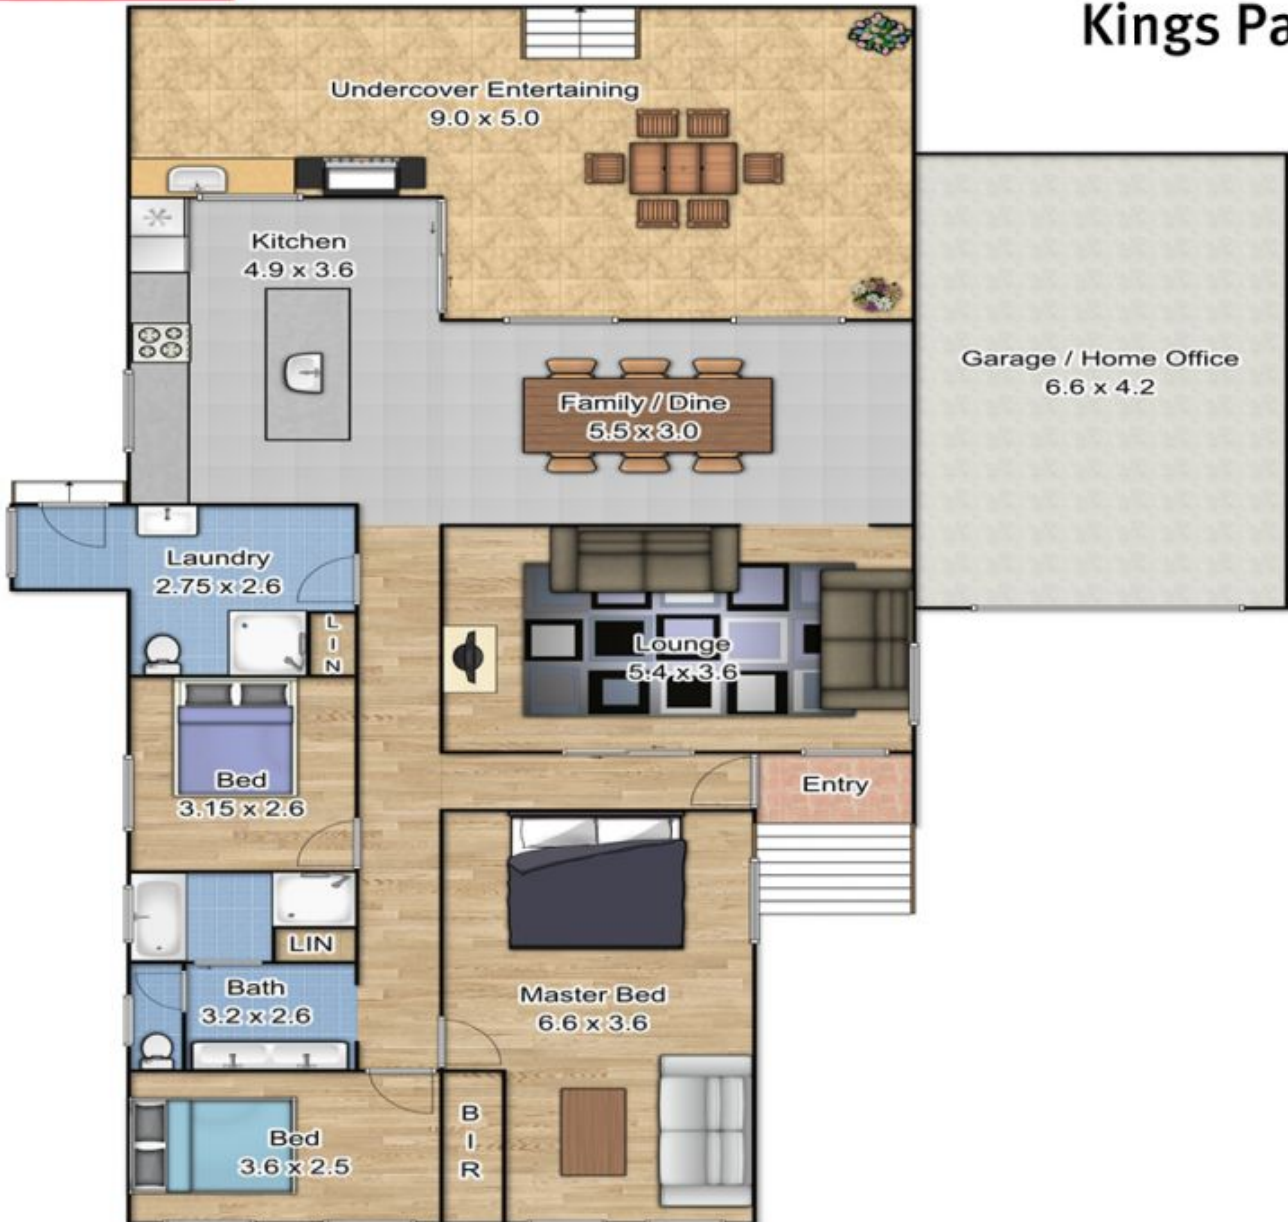 Kings Pa
Undercover Entertaining
9.0 x 5.0
Kitchen
4.9 x 3.6
Garage / Home Office
6.6 x 4.2
Family / Dine
5.5 x 3.0
Laundry
2.75 x 2.6
L
I
N
Lounge
5.4 x 3.6
Bed
3.15 x 2.6
Entry
LIN
Bath
3.2 x 2.6
Master Bed
6.6 x 3.6
Bed
3.6 x 2.5
B
I
R